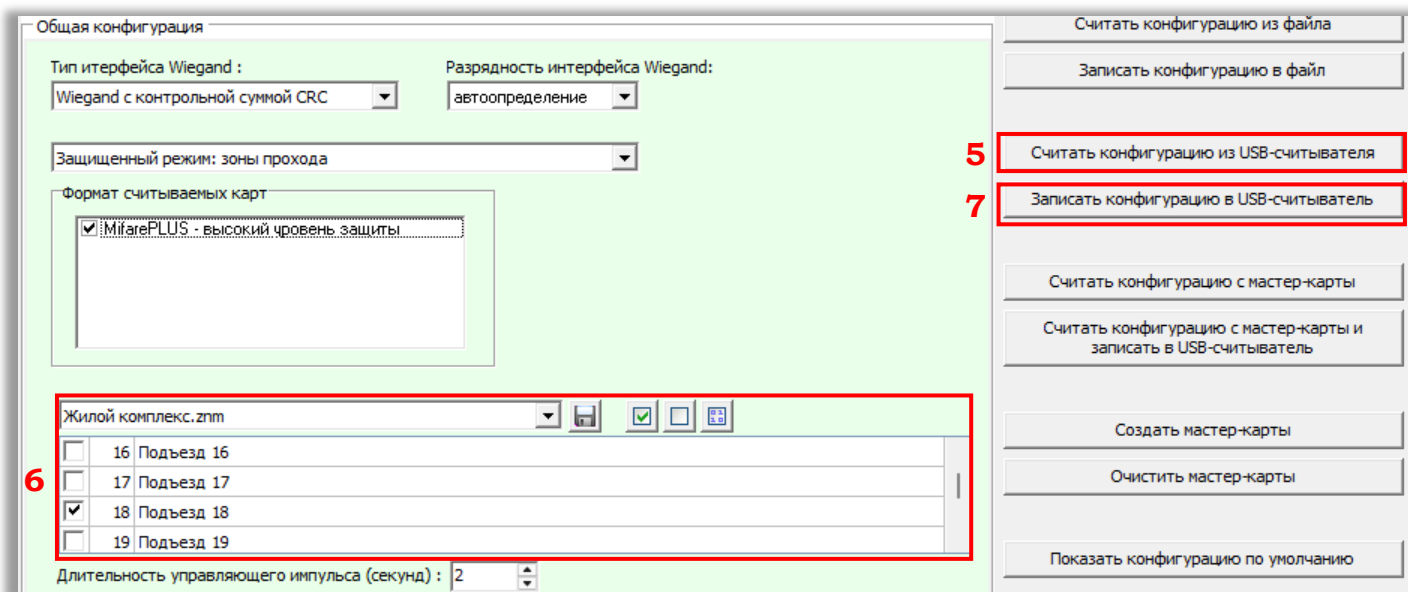 Общая конфигурация
Тип итерфейса Wiegand :
Разрядность интерфейса Wiegand:
Wiegand с контрольной суммой CRC
автоопределение
Защищенный режим: зоны прохода
Формат считываемых карт
MifarePLUS - высокий уровень защиты
6
Жилой комплекс.znm
16 Подъезд 16
17 Подъезд 17
18 Подъезд 18
19 Подъезд 19
Длительность управляющего импульса (секунд) : 2
Считать конфигурацию из файла
Записать конфигурацию в файл
5 Считать конфигурацию из USB-считывателя
7 Записать конфигурацию в USB-считыватель
Считать конфигурацию с мастер-карты
Считать конфигурацию с мастер-карты и
записать в USB-считыватель
Создать мастер-карты
Очистить мастер-карты
Показать конфигурацию по умолчанию